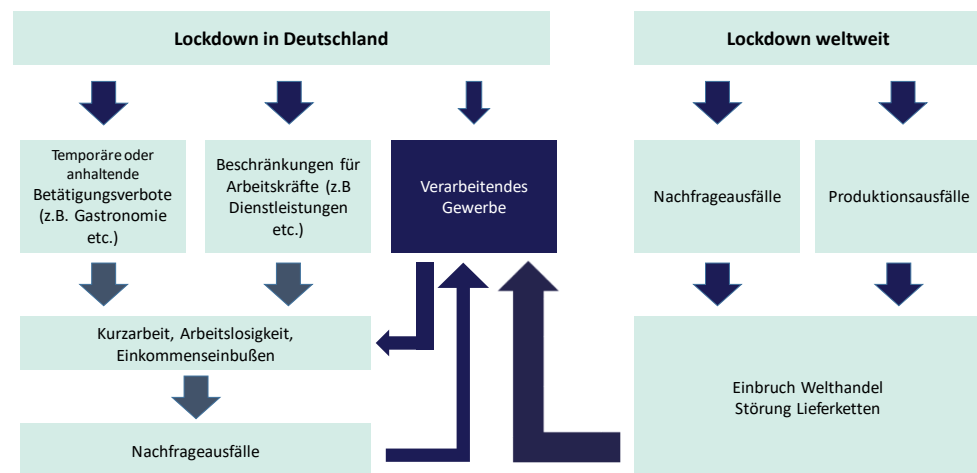 Lockdown in Deutschland
Lockdown weltweit
Temporäre oder
anhaltende
Betätigungsverbote
(z.B. Gastronomie
etc.)
Beschränkungen für
Arbeitskräfte (z.B
Dienstleistungen
etc.)
Verarbeitendes
Gewerbe
Nachfrageausfälle
Produktionsausfälle
Kurzarbeit, Arbeitslosigkeit,
Einkommenseinbußen
Einbruch Welthandel
Störung Lieferketten
Nachfrageausfälle